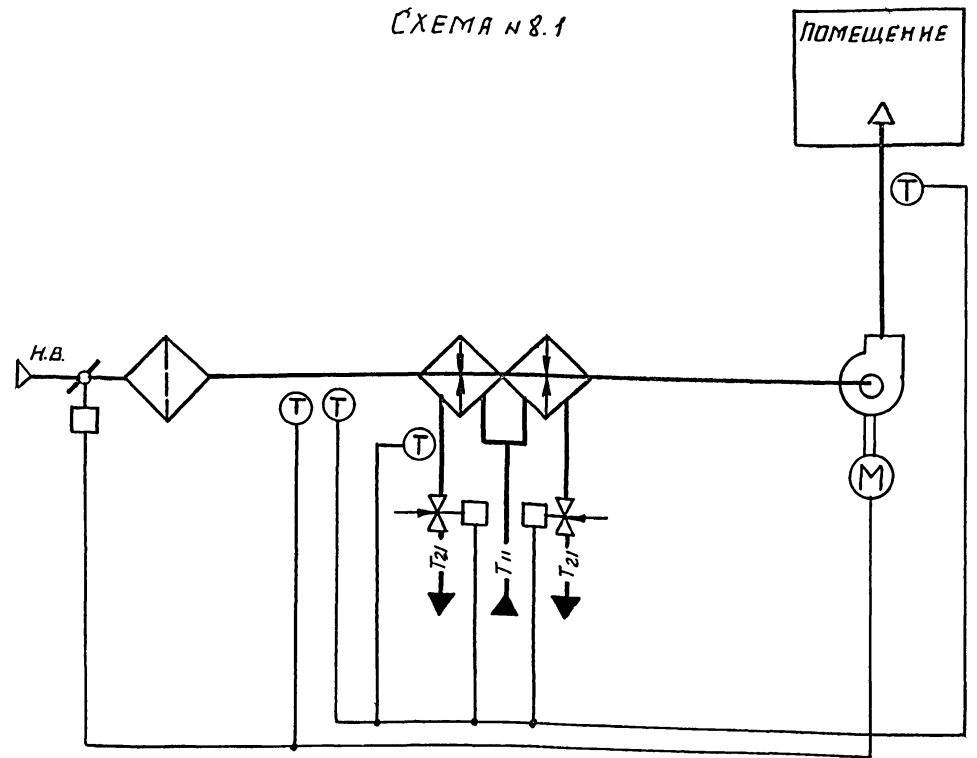 СХЕМА N 8.1
ПОМЕЩЕНИЕ
Т
Н.В.
Т
Т
Т
М
Т21
Т11
Т21